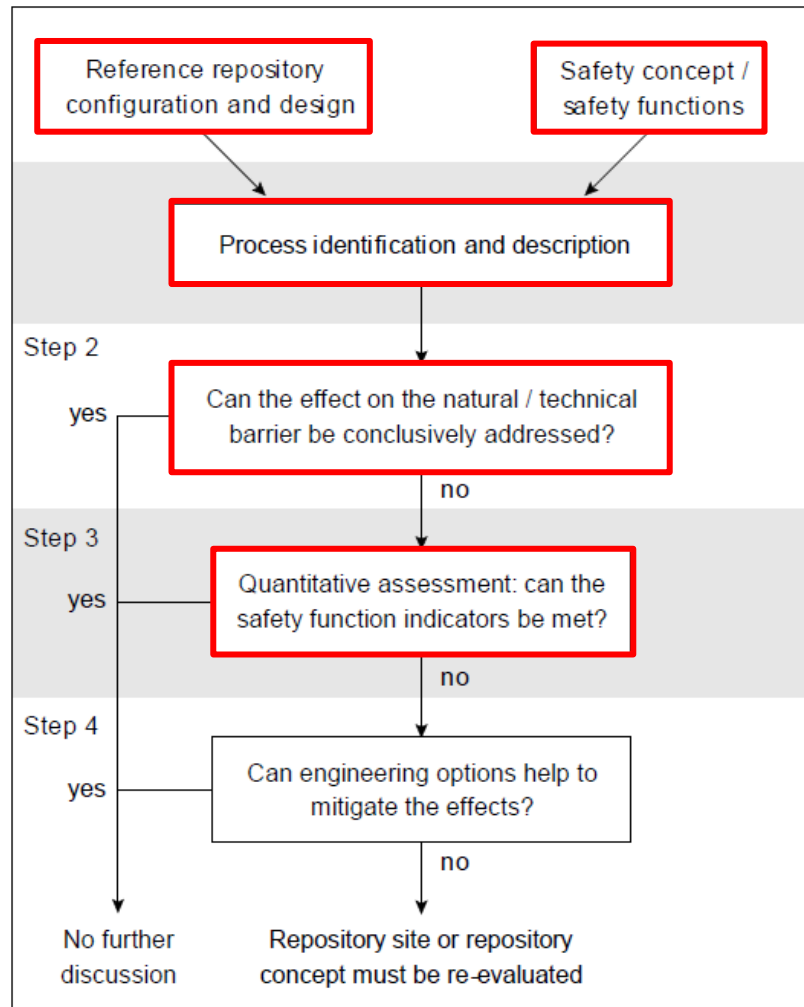 Reference repository
configuration and design
Safety concept /
safety functions
Process identification and description
Step 2
yes
Can the effect on the natural / technical
barrier be conclusively addressed?
no
Step 3
yes
Quantitative assessment: can the
safety function indicators be met?
no
Step 4
yes
Can engineering options help to
mitigate the effects?
no
No further
discussion
Repository site or repository
concept must be re-evaluated